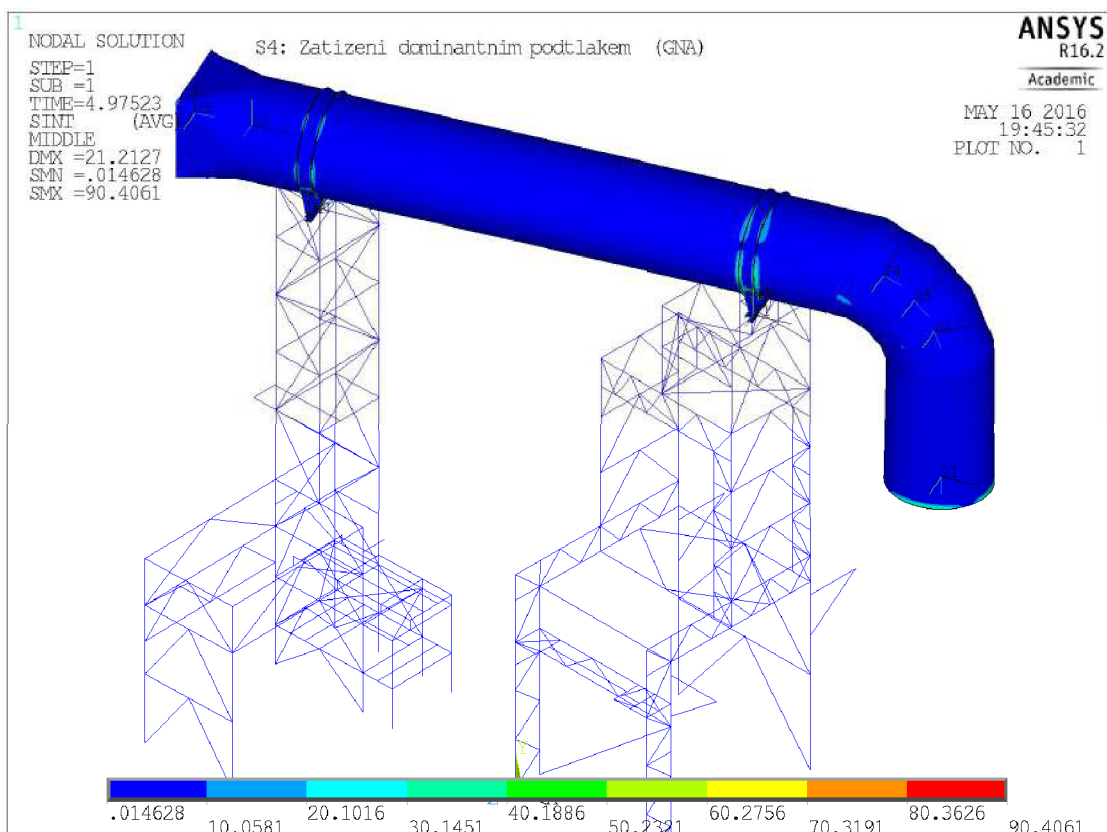 1
NODAL SOLUTION
STEP=1
SUB =1
TIME=4.97523
SINT (AVG
MIDDLE
DMX =21.2127
SMN =.014628
SMX =90.4061
S4: Zatizeni dominantnim podtlakem (GNA)
ANSYS
R16.2
Academic
MAY 16 2016
19:45:32
PLOT NO. 1
21
Y
.014628
10.0581
20.1016
30.1451
40.1886
50.2321
60.2756
70.3191
80.3626
90.4061